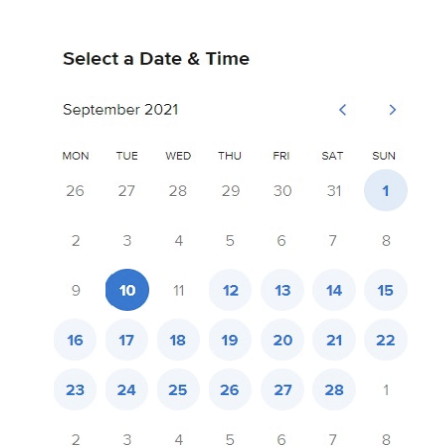 Select a Date & Time
September 2021
MON TUE WED THU FRI SAT SUN
26 27 28 29 30 31 1
2 3 4 5 6 7 8
9 10 11 12 13 14 15
16 17 18 19 20 21 22
23 24 25 26 27 28 1
2 3 4 5 6 7 8